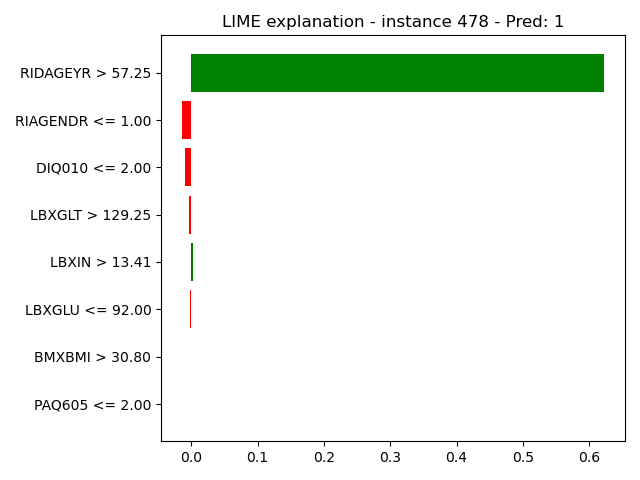 LIME explanation - instance 478 - Pred: 1
RIDAGEYR > 57.25
RIAGENDR <= 1.00
DIQ010 <= 2.00
LBXGLT > 129.25
LBXIN > 13.41
LBXGLU <= 92.00
BMXBMI > 30.80
PAQ605 <= 2.00
0.0 0.1 0.2 0.3 0.4 0.5 0.6